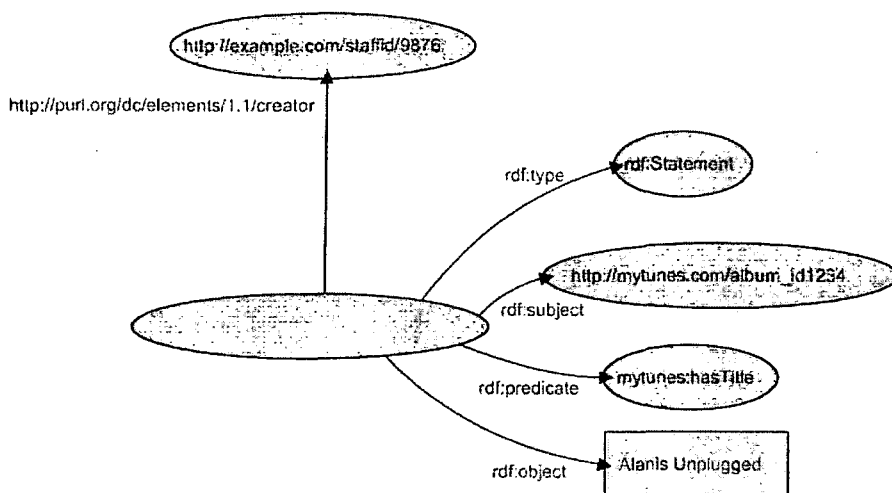 http://example.com/staffid/9876
http://purl.org/dc/elements/1.1/creator
rdf:Statement
rdf:type
http://mytunes.com/album_id1234
rdf:subject
mytunes:hasTitle
rdf:predicate
Alanis Unplugged
rdf:object